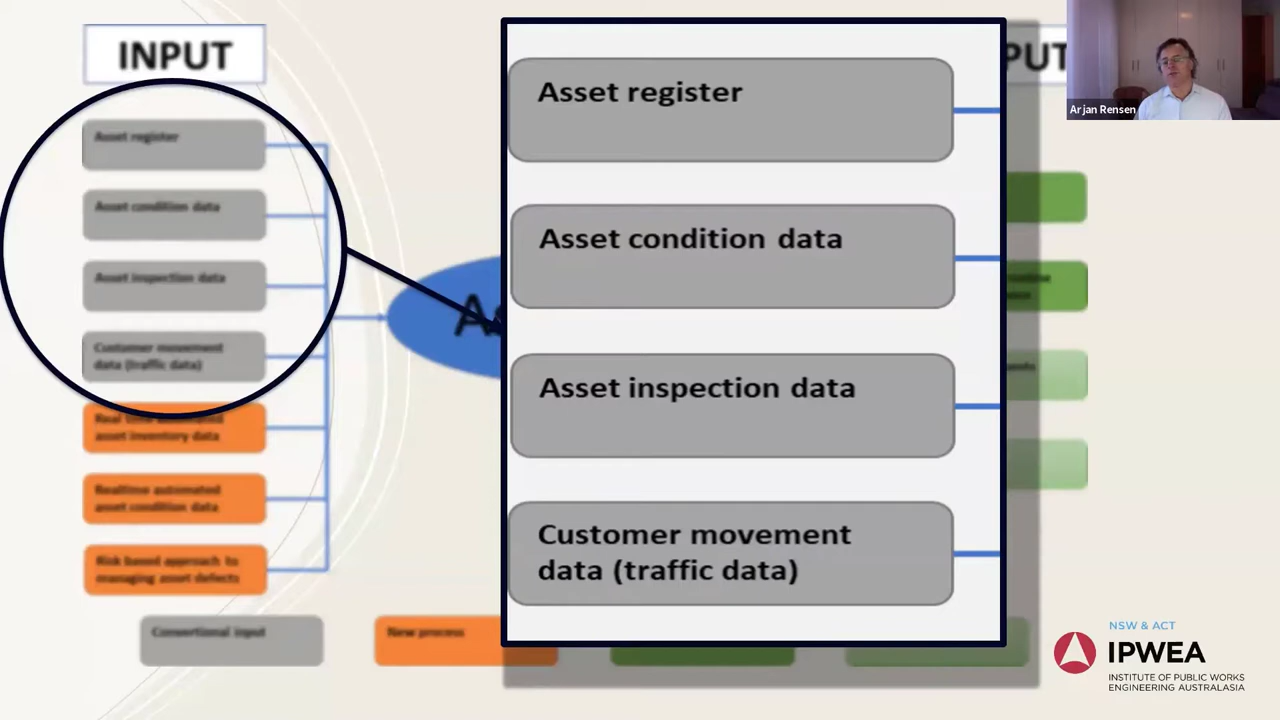 INPUT
Asset register
Asset condition data
Asset inspection data
Customer movement
data (traffic data)
asset inventory data
Realtime automated
asset condition data
Risk based approach to
managing asset defects
Conventional input
New process
Asset register
Asset condition data
Asset inspection data
Customer movement
data (traffic data)
PUT
Arjan Rensen
NSW & ACT
IPWEA
INSTITUTE OF PUBLIC WORKS
ENGINEERING AUSTRALASIA